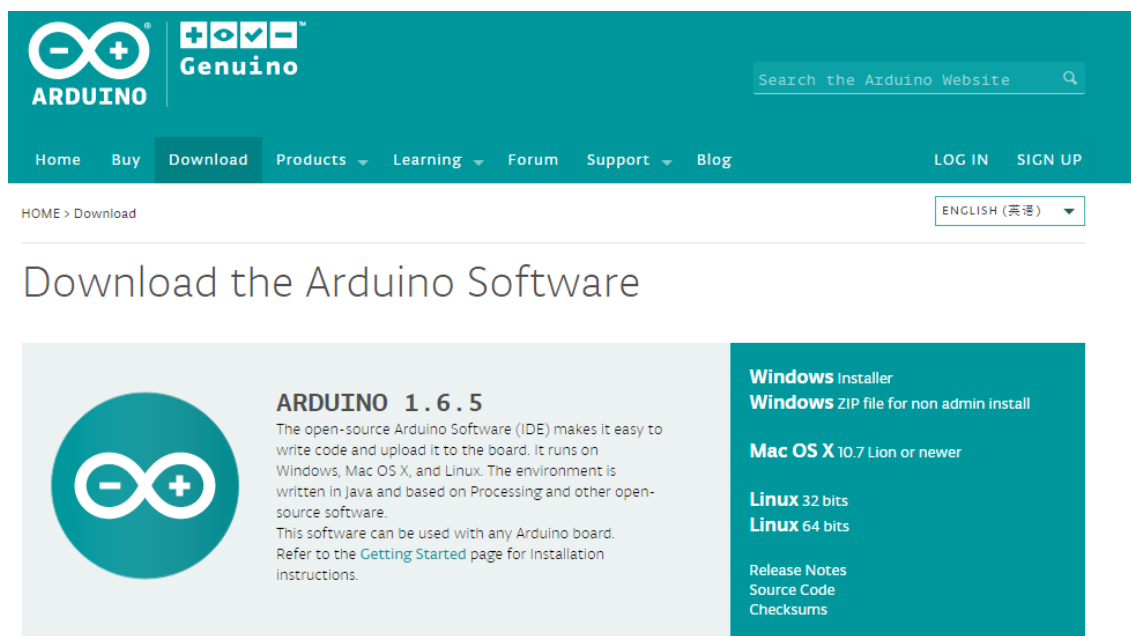 ARDUINO
Genuino
Search the Arduino Website
Home Buy Download Products Learning Forum Support Blog LOG IN SIGN UP
HOME > Download
ENGLISH (英语)
Download the Arduino Software
ARDUINO 1.6.5
The open-source Arduino Software (IDE) makes it easy to
write code and upload it to the board. It runs on
Windows, Mac OS X, and Linux. The environment is
written in Java and based on Processing and other open-
source software.
This software can be used with any Arduino board.
Refer to the Getting Started page for Installation
instructions.
Windows Installer
Windows ZIP file for non admin install
Mac OS X 10.7 Lion or newer
Linux 32 bits
Linux 64 bits
Release Notes
Source Code
Checksums